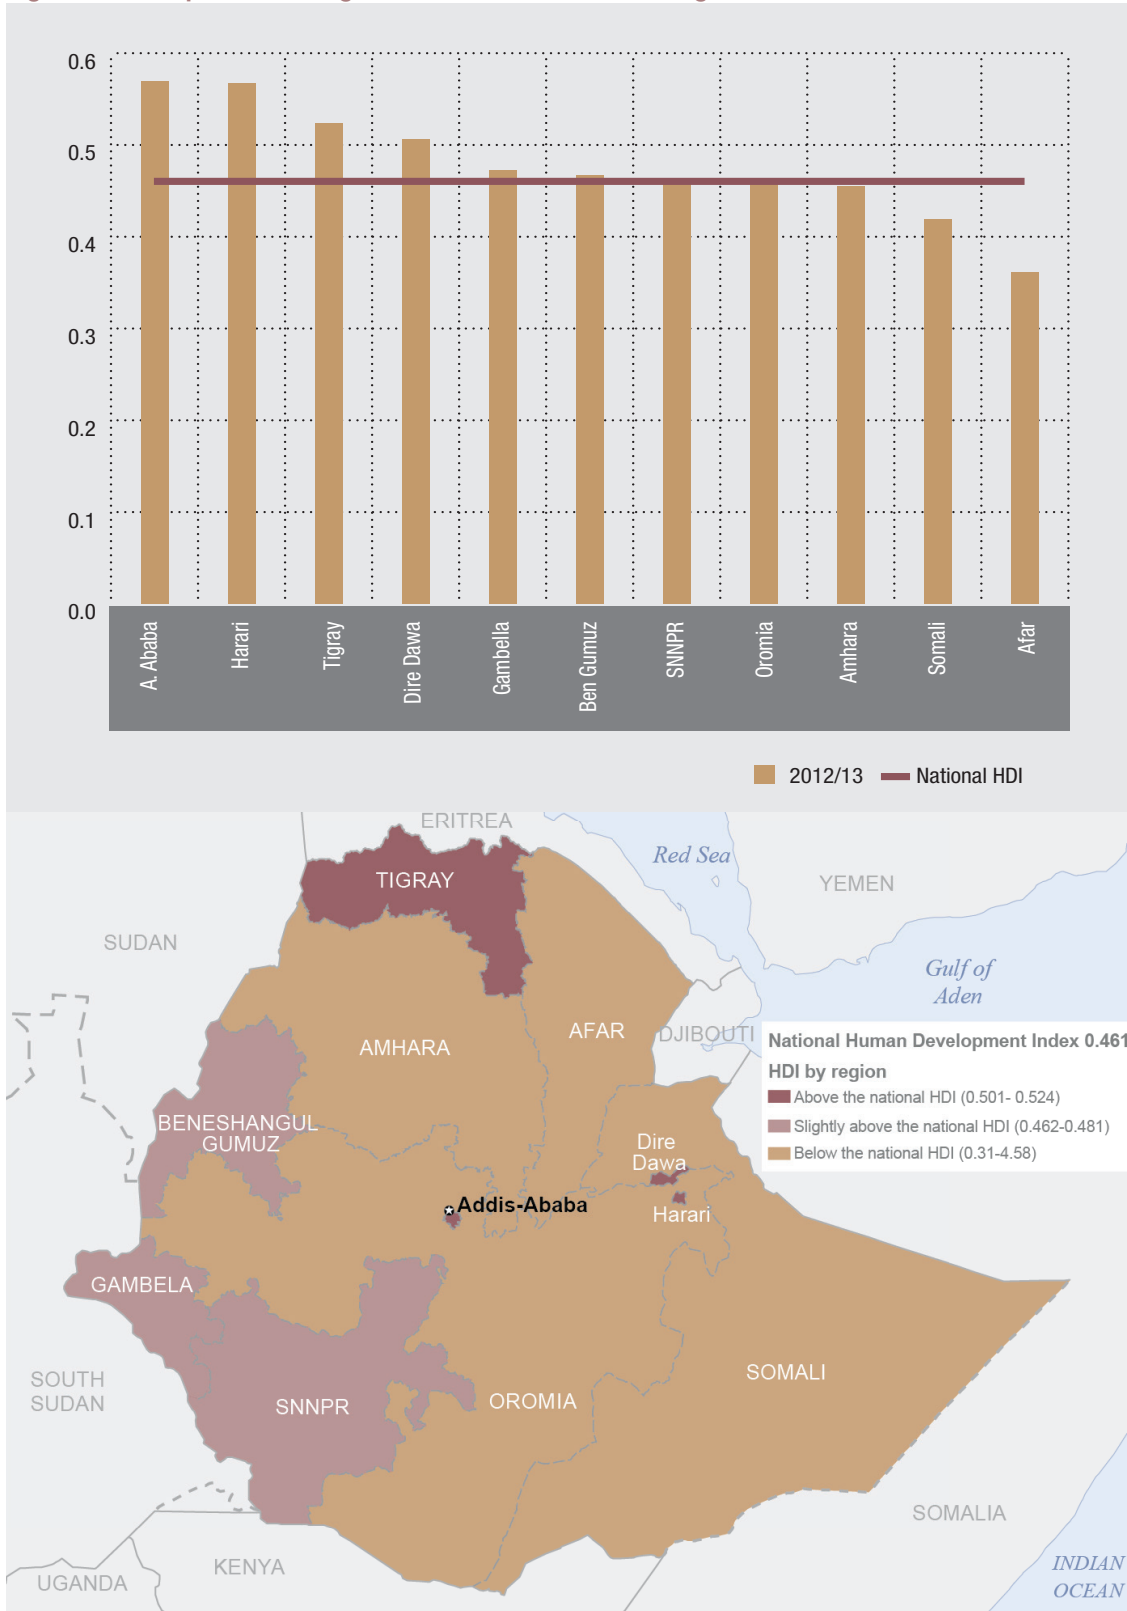 0.6
0.5
0.4
0.3
0.2
0.1
0.0
A. Ababa
Harari
Tigray
Dire Dawa
Gambella
Ben Gumuz
SNNPR
Oromia
Amhara
Somali
Afar
2012/13
National HDI
ERITREA
Red Sea
TIGRAY
YEMEN
SUDAN
Gulf of
Aden
AFAR
DJIBOUTI
AMHARA
National Human Development Index 0.461
HDI by region
Above the national HDI (0.501- 0.524)
Slightly above the national HDI (0.462-0.481)
Below the national HDI (0.31-4.58)
BENESHANGUL
GUMUZ
Dire
Dawa
Addis-Ababa
Harari
GAMBELA
SOMALI
SOUTH
SUDAN
SNNPR
OROMIA
SOMALIA
KENYA
UGANDA
INDIAN
OCEAN